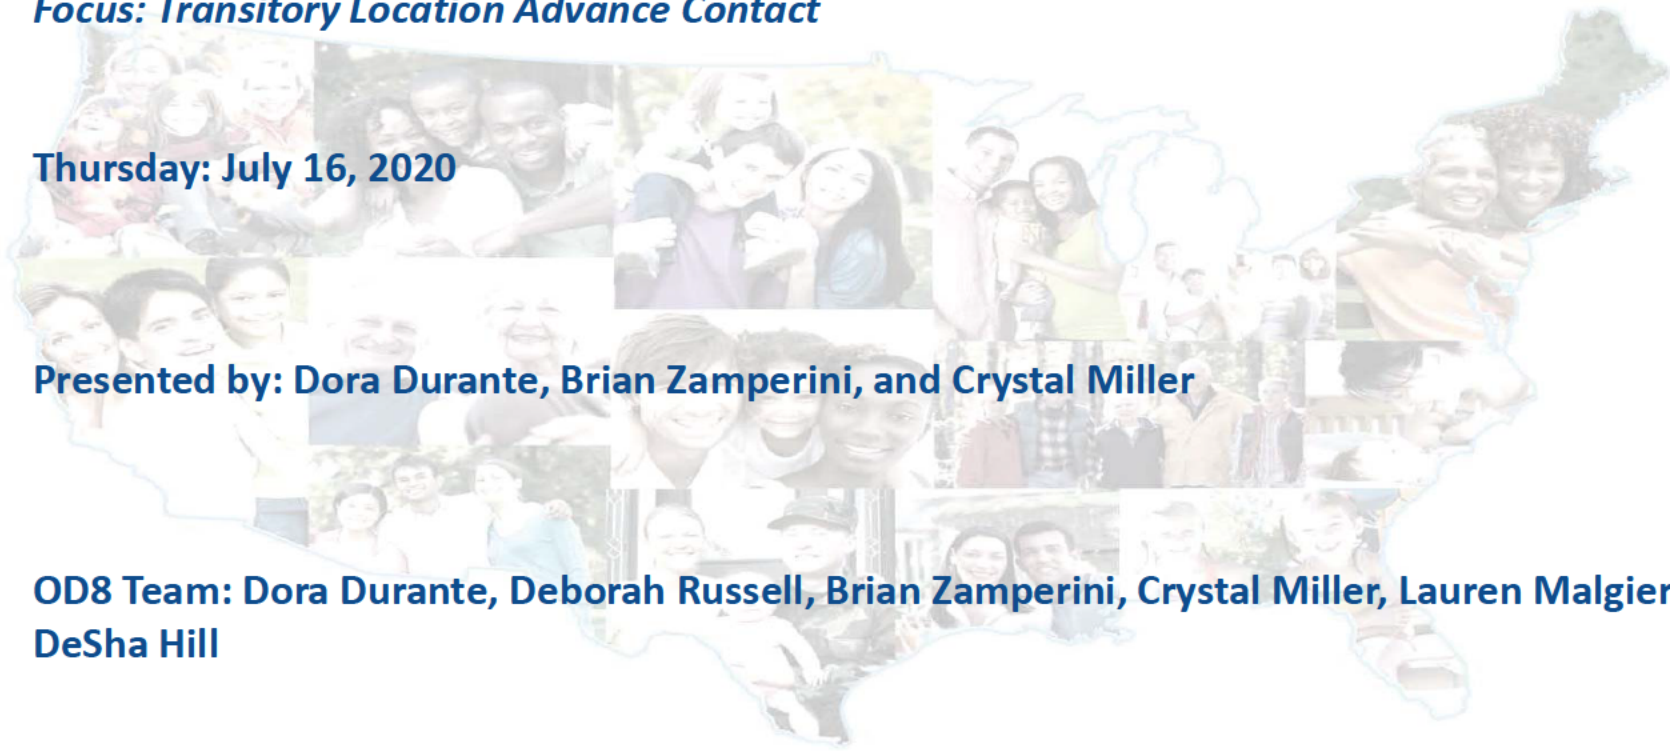 Focus: Transitory Location Advance Contact
Thursday: July 16, 2020
Presented by: Dora Durante, Brian Zamperini, and Crystal Miller
OD8 Team: Dora Durante, Deborah Russell, Brian Zamperini, Crystal Miller, Lauren
DeSha Hill